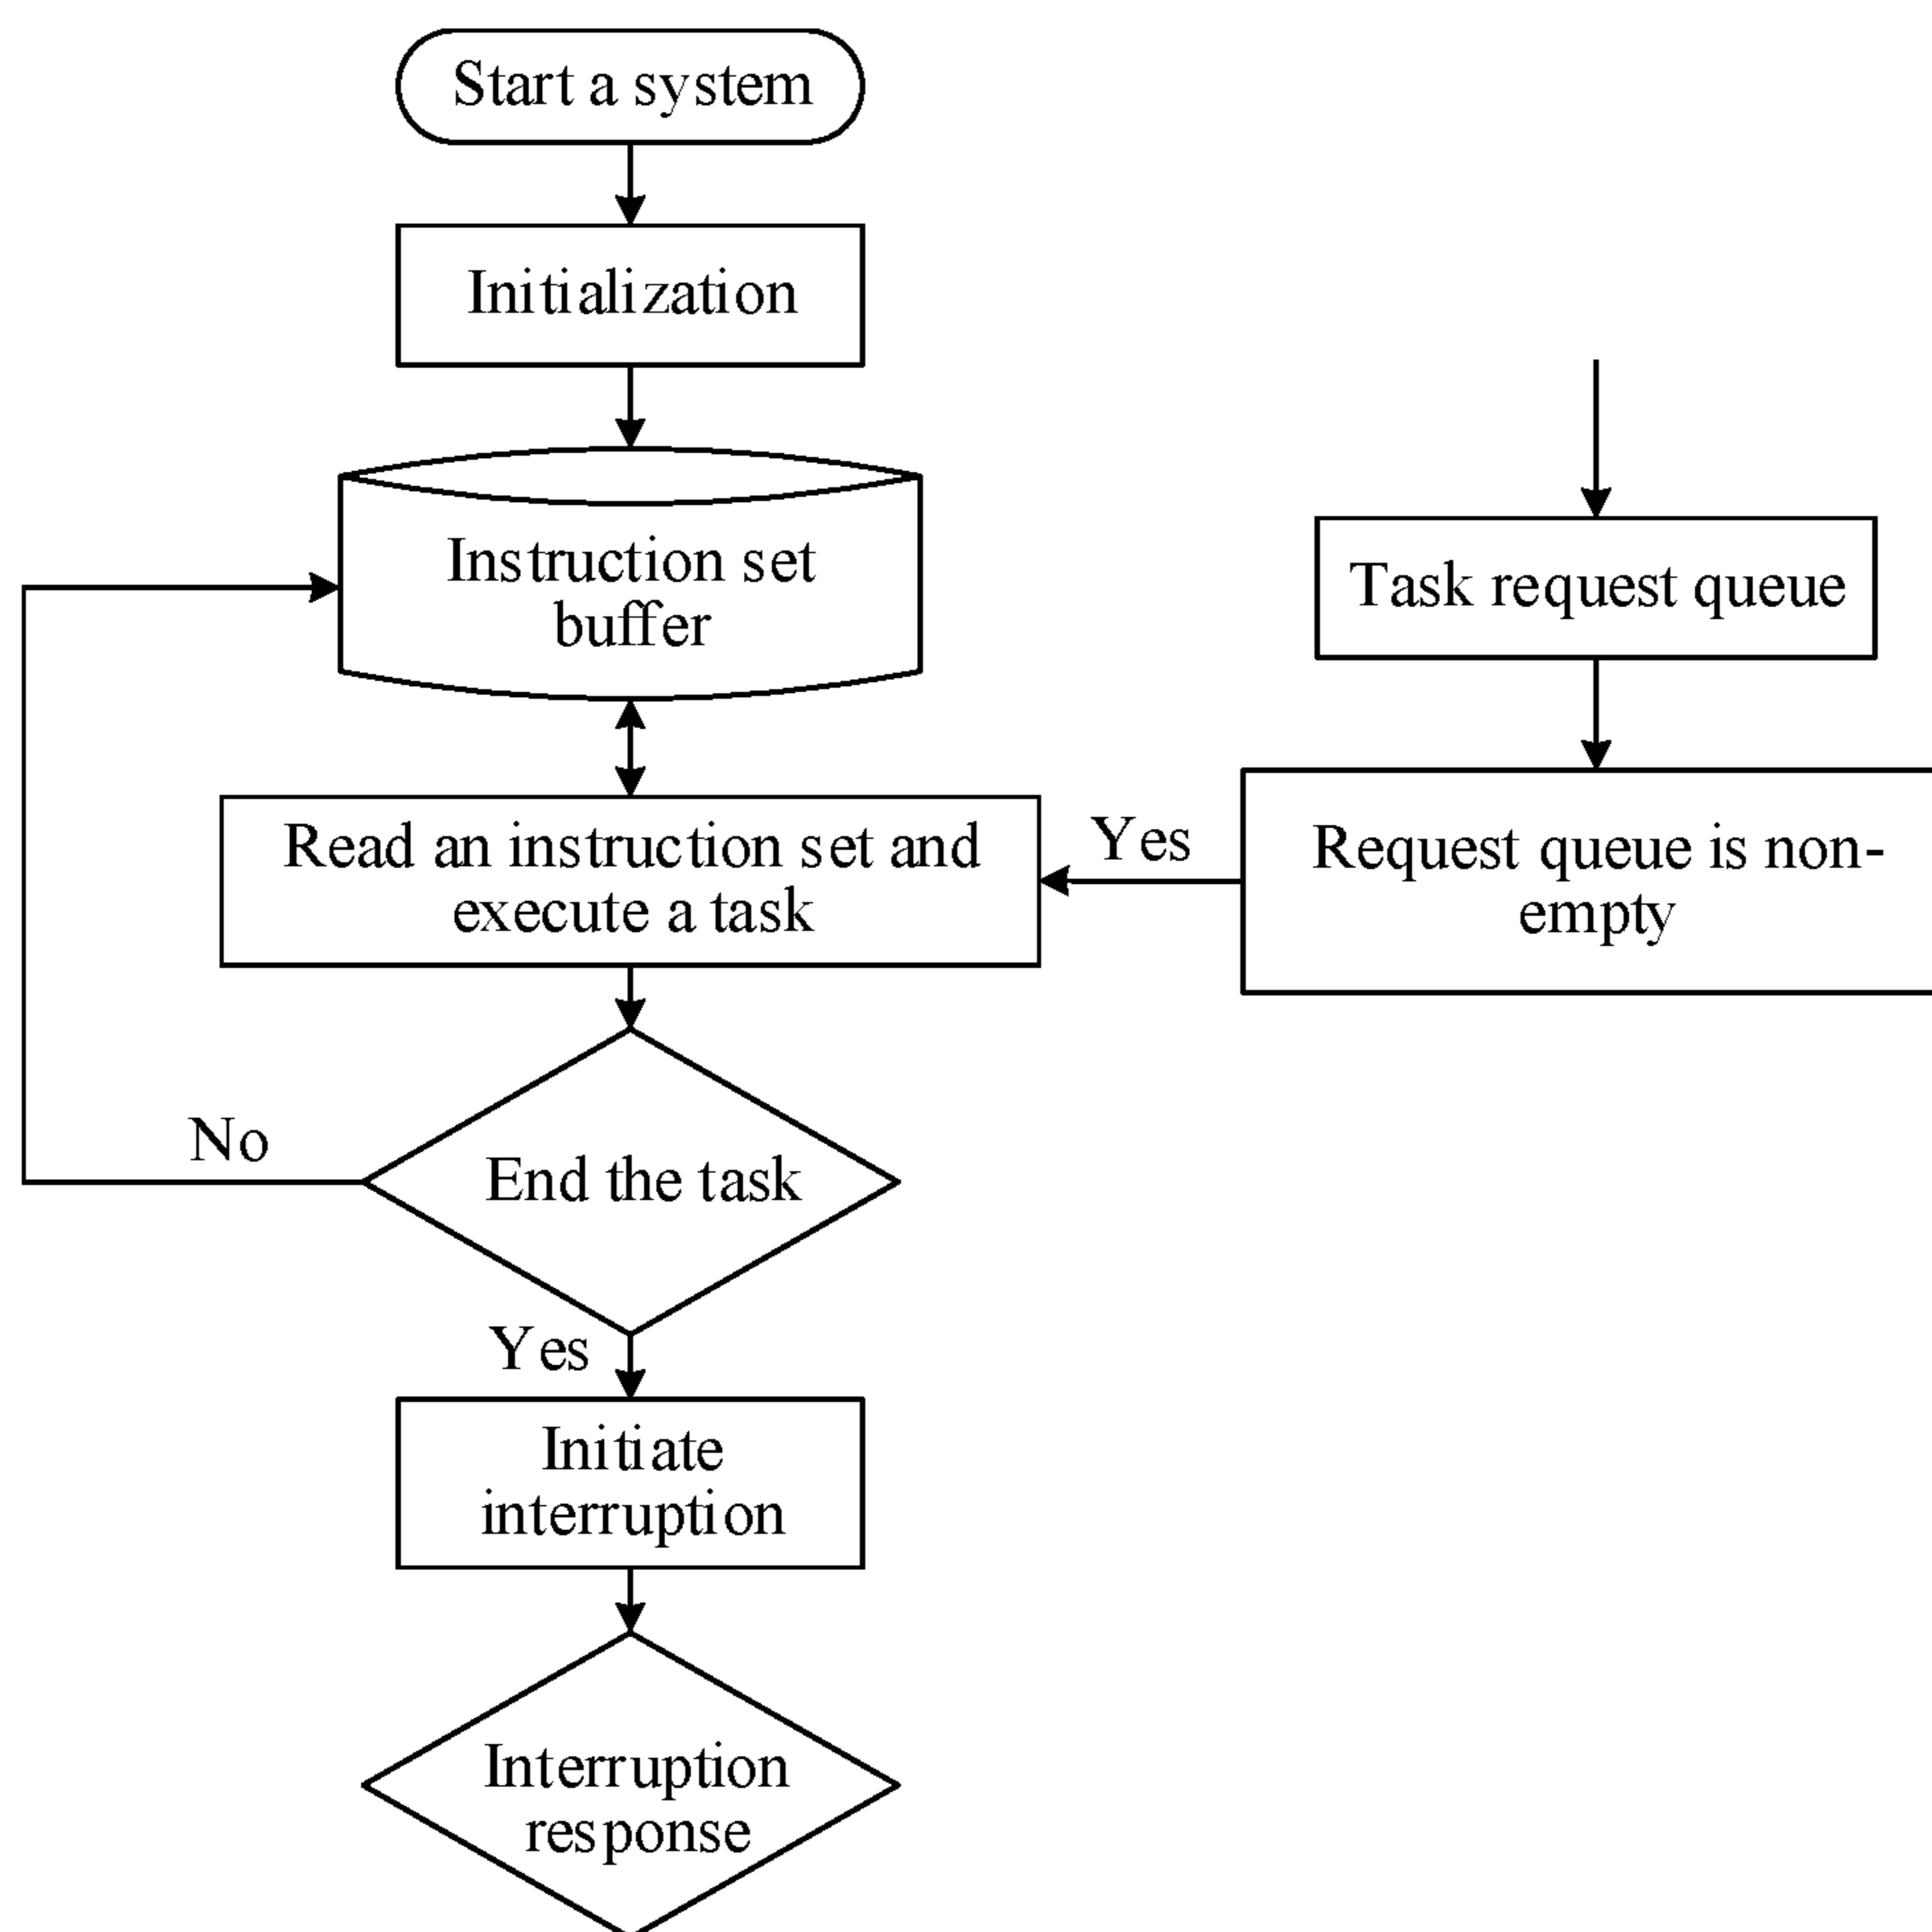 Start a system
Initialization
Instruction set
buffer
Task request queue
Read an instruction set and
execute a task
Yes
Request queue is non-
empty
No
End the task
Yes
Initiate
interruption
Interruption
response